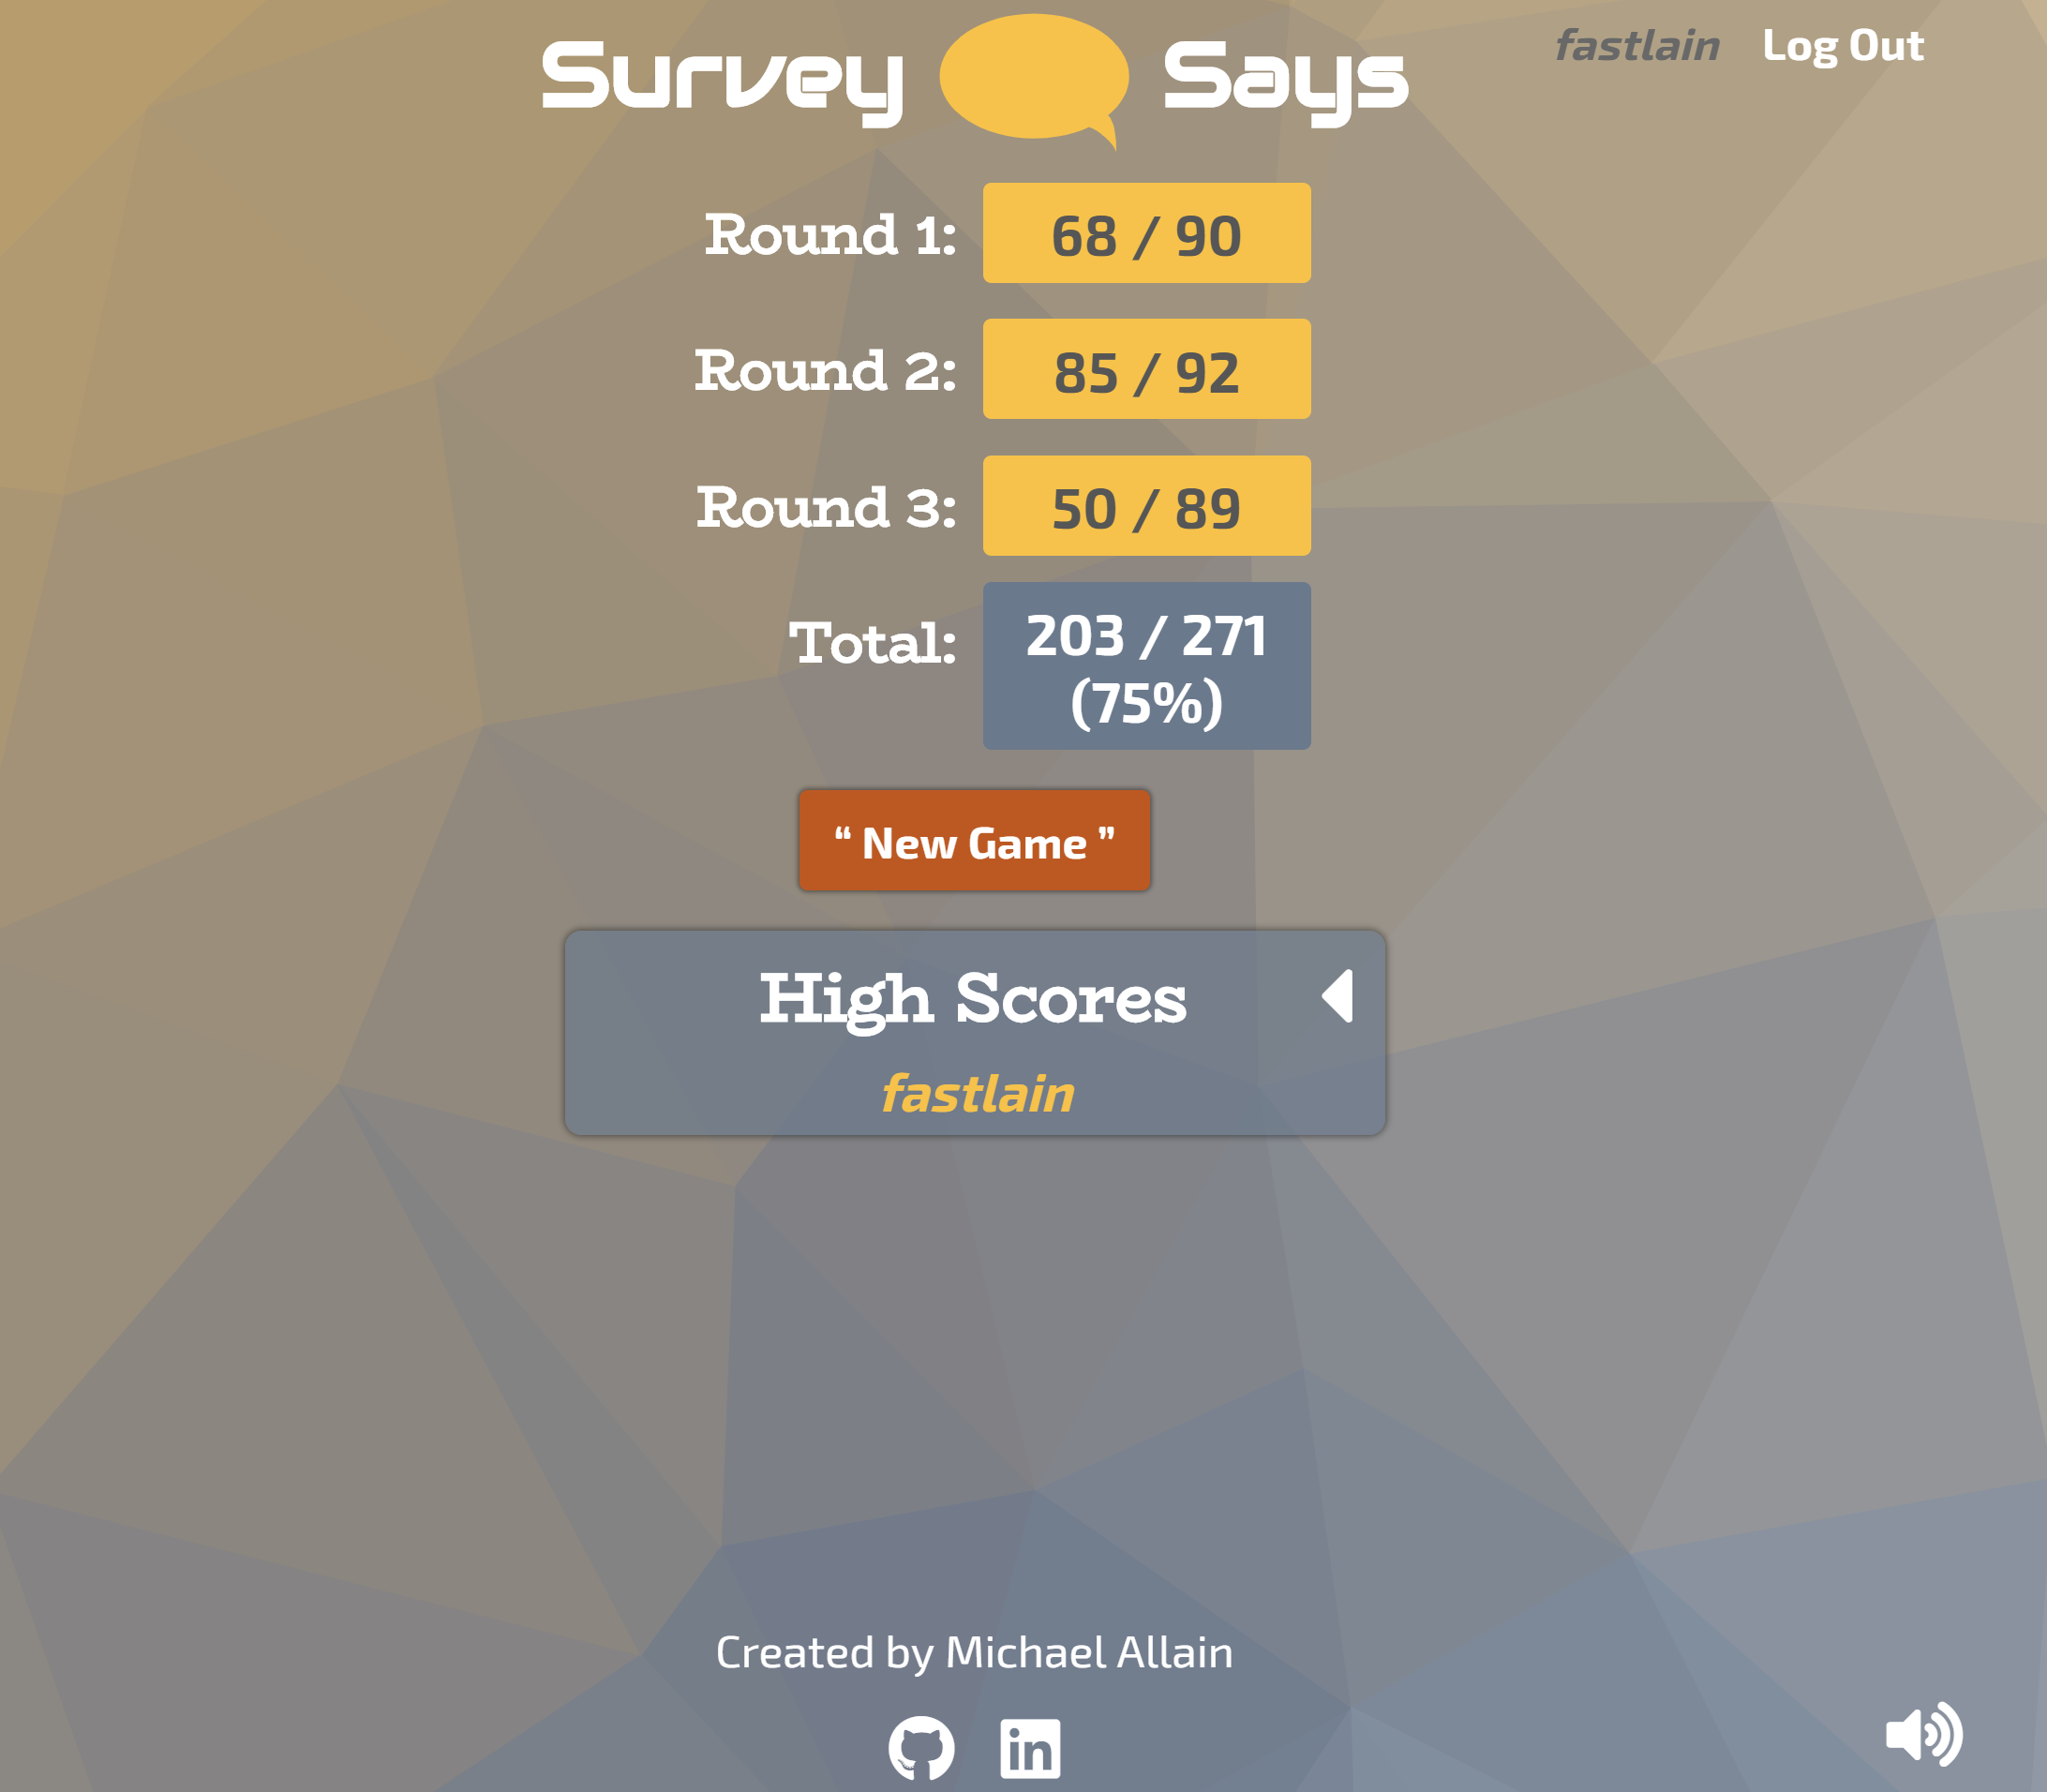 Survey Says
fastlain Log Out
Round 1: 68 / 90
Round 2: 85 / 92
Round 3: 50 / 89
Total: 203 / 271
(75%)
“ New Game ”
High Scores
fastlain
Created by Michael Allain
in